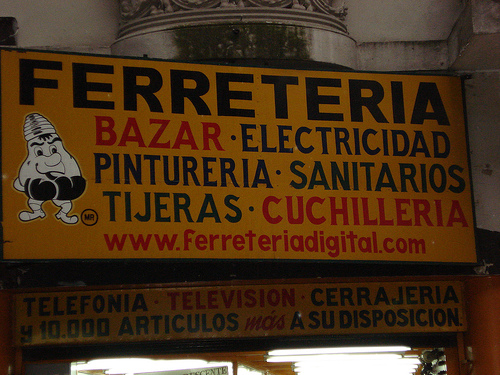 FERRETERIA
BAZAR · ELECTRICIDAD
PINTURERIA · SANITARIOS
TIJERAS · CUCHILLERIA
MR
www.ferreteriadigital.com
TELEFONIA · TELEVISION · CERRAJERIA
y 10.000 ARTICULOS más A SU DISPOSICION.